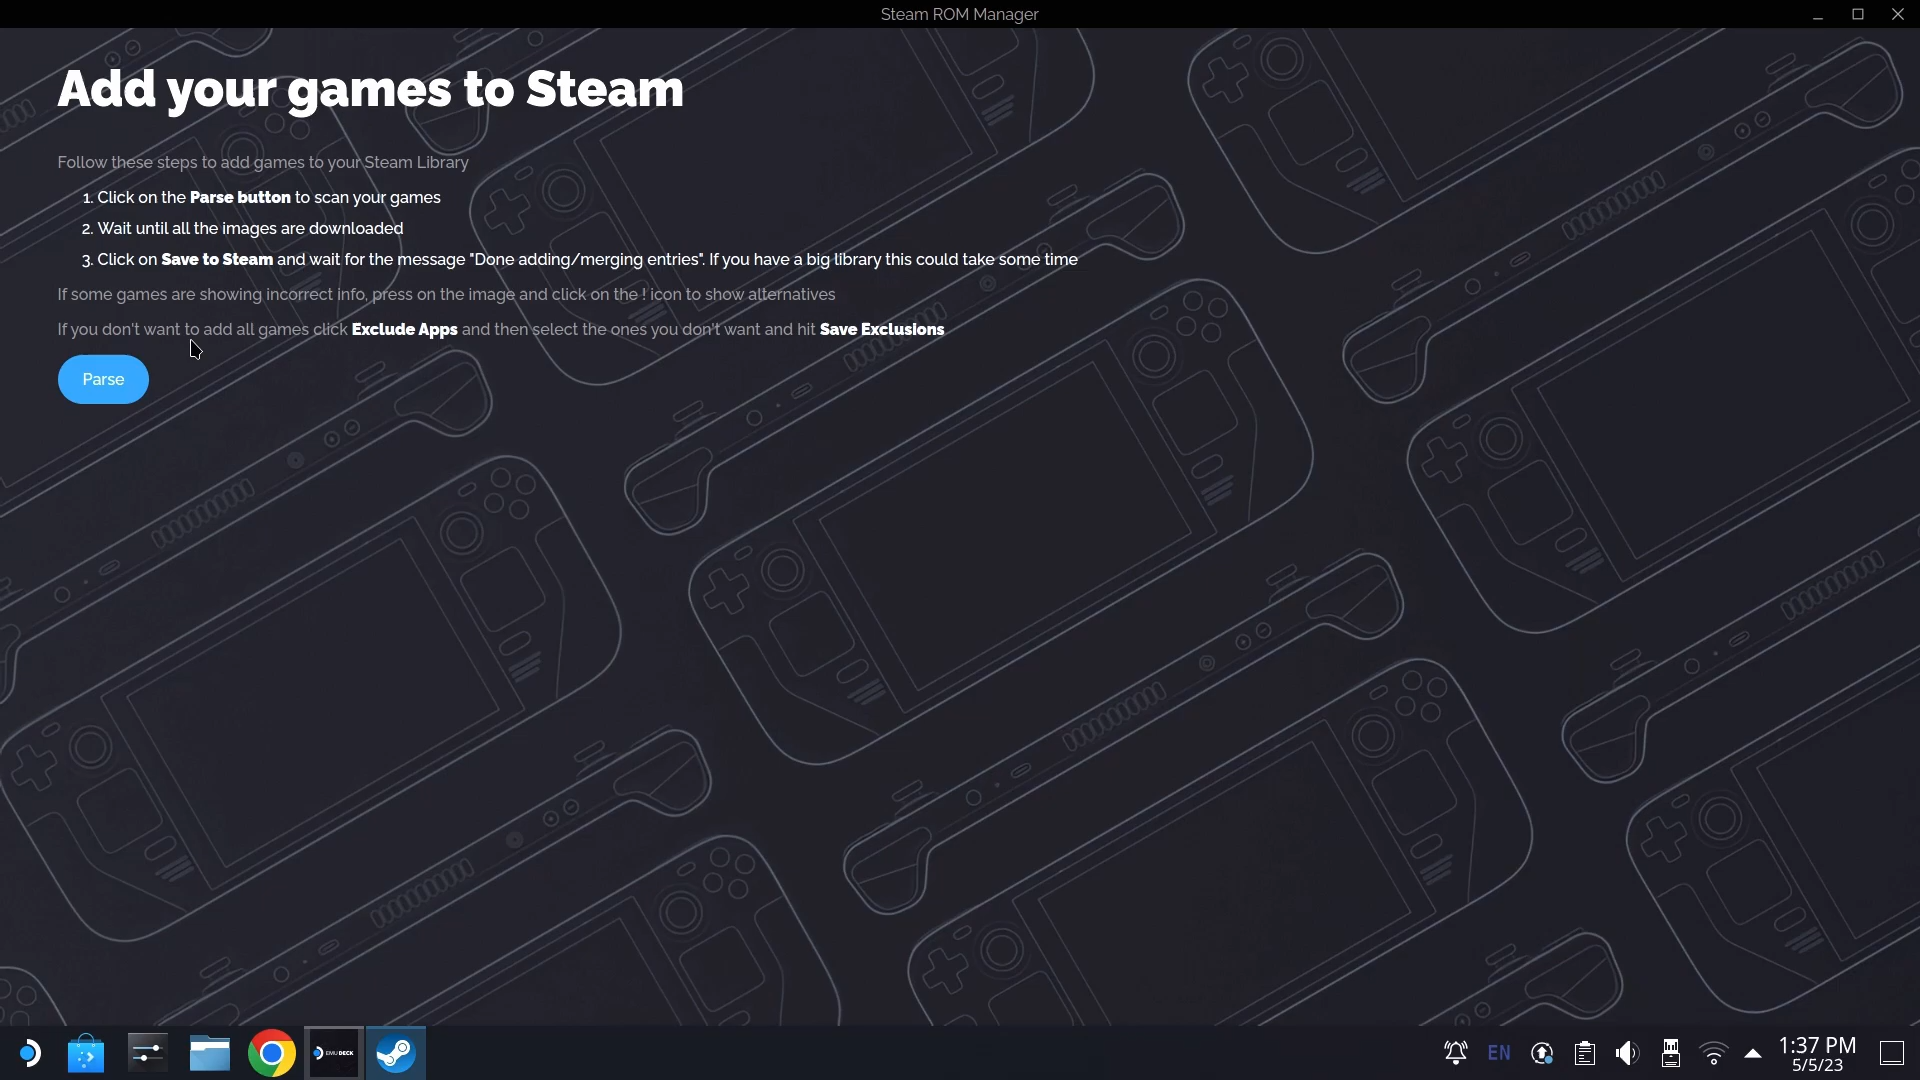 Steam ROM Manager
Add your games to Steam
Follow these steps to add games to your Steam Library
1. Click on the Parse button to scan your games
2. Wait until all the images are downloaded
3. Click on Save to Steam and wait for the message "Done adding/merging entries". If you have a big library this could take some time
If some games are showing incorrect info, press on the image and click on the ! icon to show alternatives
If you don't want to add all games click Exclude Apps and then select the ones you don't want and hit Save Exclusions
Parse
EMU DECK
EN
1:37 PM
5/5/23